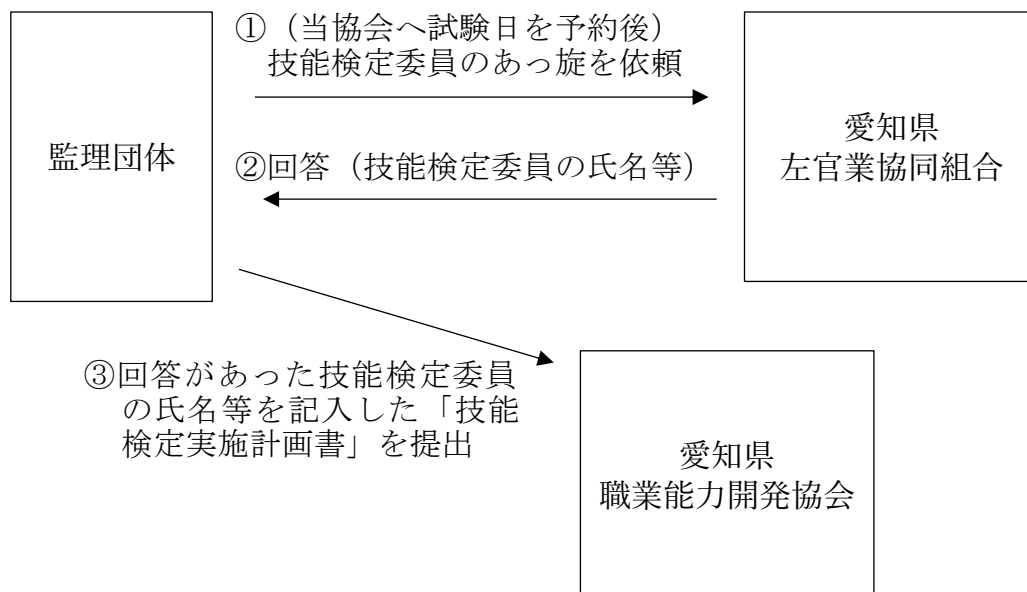 ①（当協会へ試験日を予約後）
技能検定委員のあっ旋を依頼
監理団体
愛知県
左官業協同組合
②回答（技能検定委員の氏名等）
③回答があった技能検定委員
の氏名等を記入した「技能
検定実施計画書」を提出
愛知県
職業能力開発協会